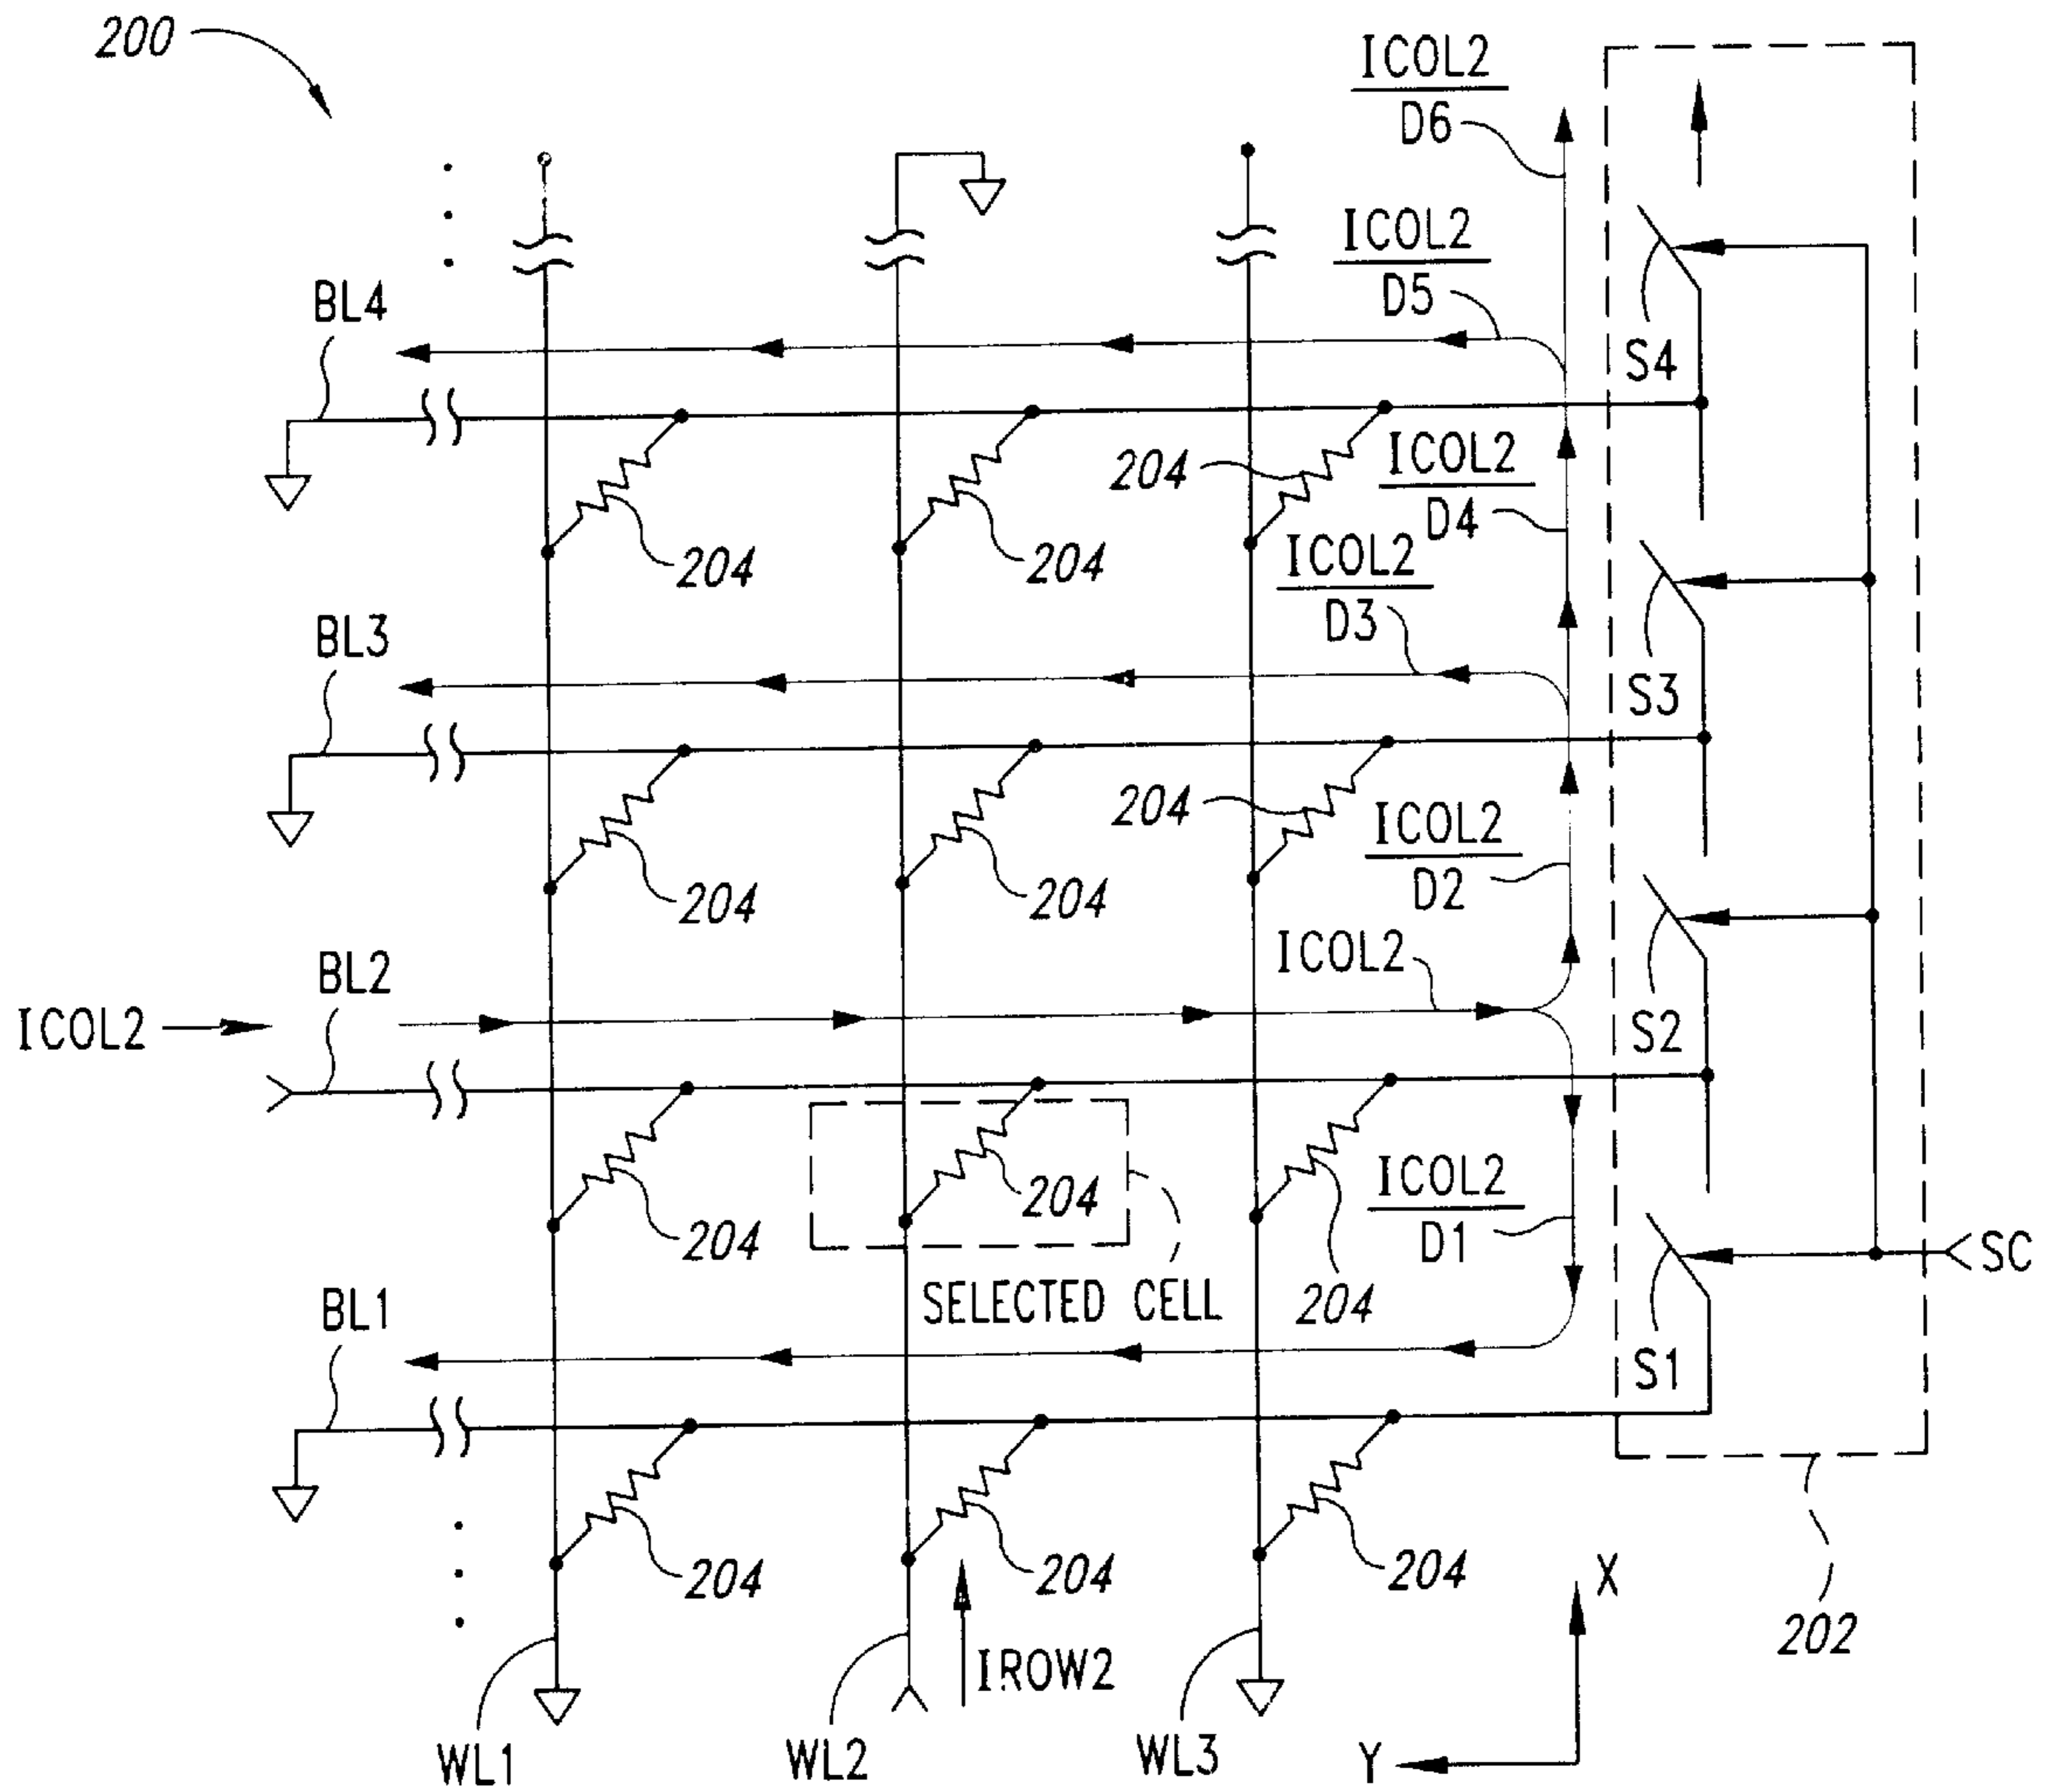 200
ICOL2
D6
ICOL2
D5
BL4
S4
204
ICOL2
D4
204
204
ICOL2
D3
BL3
S3
204
ICOL2
D2
204
204
ICOL2
BL2
S2
ICOL2
204
204
ICOL2
D1
204
SC
SELECTED CELL
204
BL1
S1
204
204
204
X
202
IROW2
WL1
WL2
WL3
Y